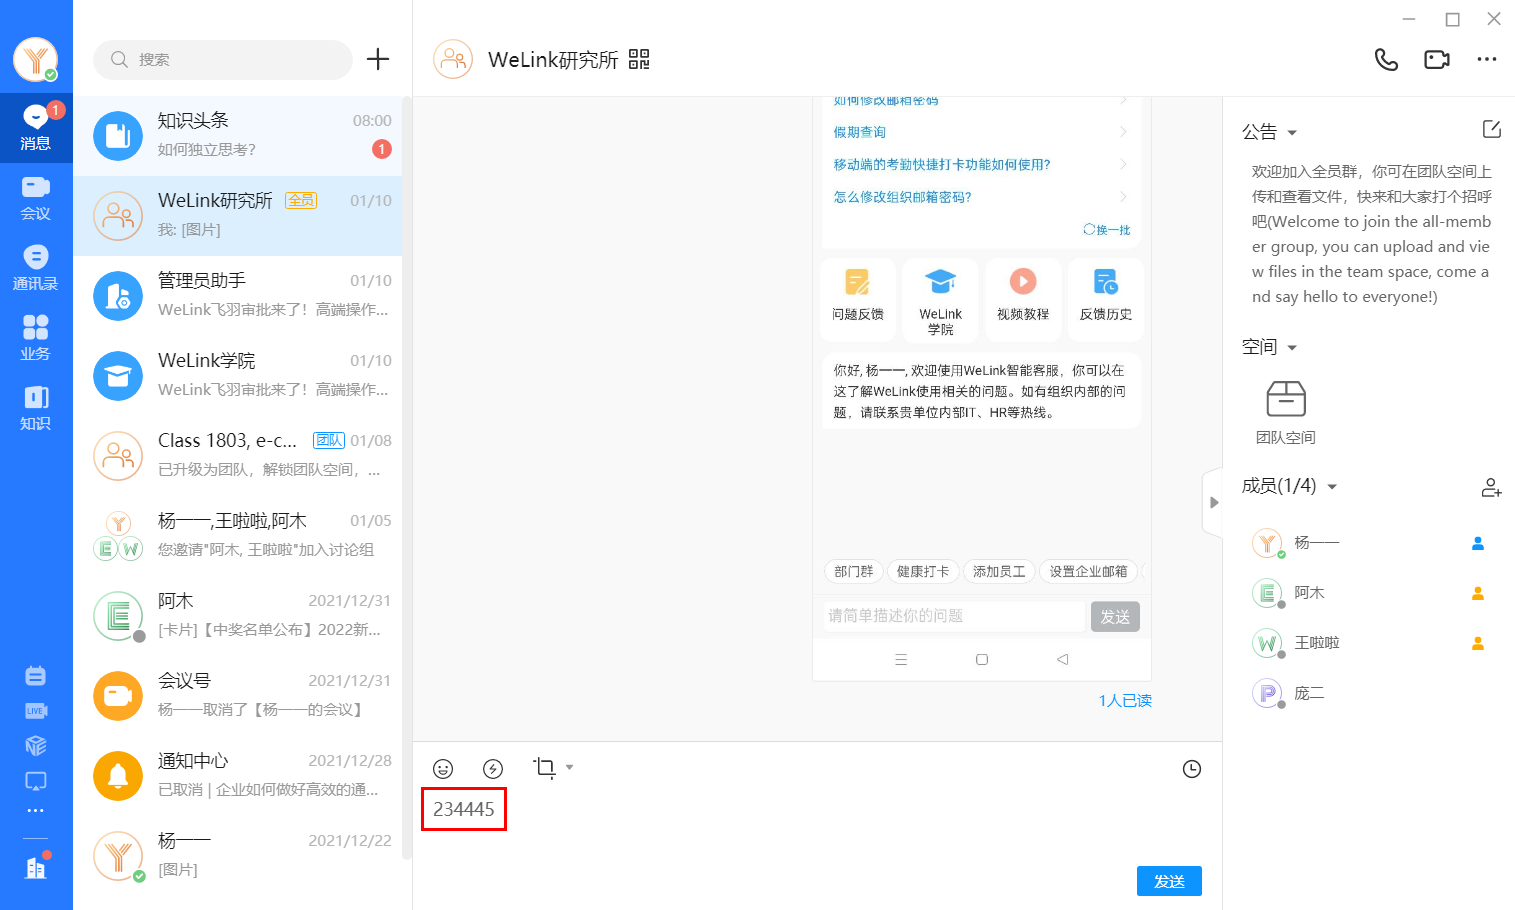 1
消息
会议
通讯录
业务
知识
LIVE
搜索
知识头条 08:00
如何独立思考? 1
WeLink研究所 全员 01/10
我: [图片]
管理员助手 01/10
WeLink飞羽审批来了！高端操作...
WeLink学院 01/10
WeLink飞羽审批来了！高端操作...
Class 1803, e-c... 团队 01/08
已升级为团队，解锁团队空间，...
杨一一,王啦啦,阿木 01/05
您邀请"阿木, 王啦啦"加入讨论组
阿木 2021/12/31
[卡片]【中奖名单公布】2022新...
会议号 2021/12/31
杨一一取消了【杨一一的会议】
通知中心 2021/12/28
已取消 | 企业如何做好高效的通...
杨一一 2021/12/22
[图片]
WeLink研究所
如何修改邮箱密码
假期查询
移动端的考勤快捷打卡功能如何使用?
怎么修改组织邮箱密码?
换一批
问题反馈
WeLink
学院
视频教程
反馈历史
你好, 杨一一, 欢迎使用WeLink智能客服，你可以在
这了解WeLink使用相关的问题。如有组织内部的问
题，请联系贵单位内部IT、HR等热线。
部门群 健康打卡 添加员工 设置企业邮箱
请简单描述你的问题 发送
1人已读
234445
发送
公告
欢迎加入全员群，你可在团队空间上
传和查看文件，快来和大家打个招呼
吧(Welcome to join the all-memb
er group, you can upload and vie
w files in the team space, come a
nd say hello to everyone!)
空间
团队空间
成员(1/4)
杨一一
阿木
王啦啦
庞二